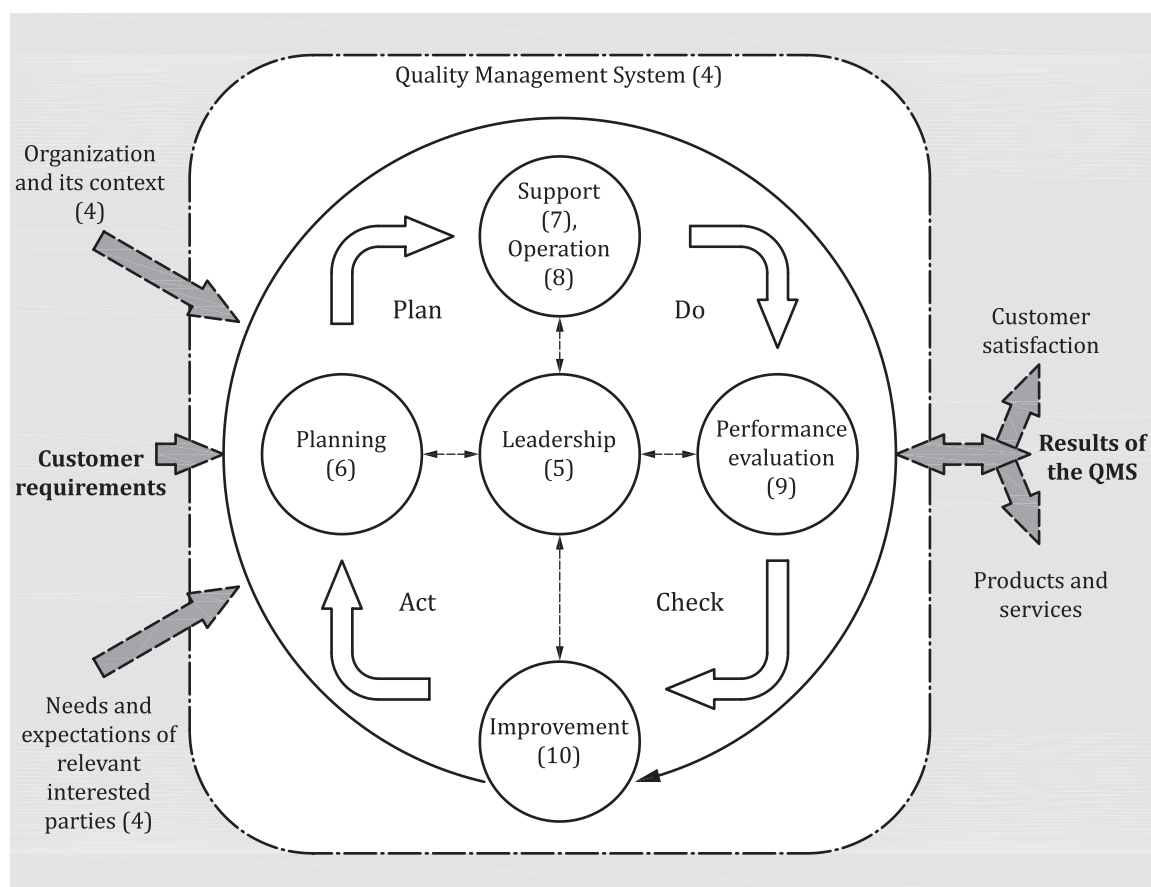 Quality Management System (4)
Organization
and its context
(4)
Support
(7),
Operation
(8)
Plan
Do
Customer
satisfaction
Planning
(6)
Leadership
(5)
Performance
evaluation
(9)
Customer
requirements
Results of
the QMS
Act
Check
Products and
services
Needs and
expectations of
relevant
interested
parties (4)
Improvement
(10)